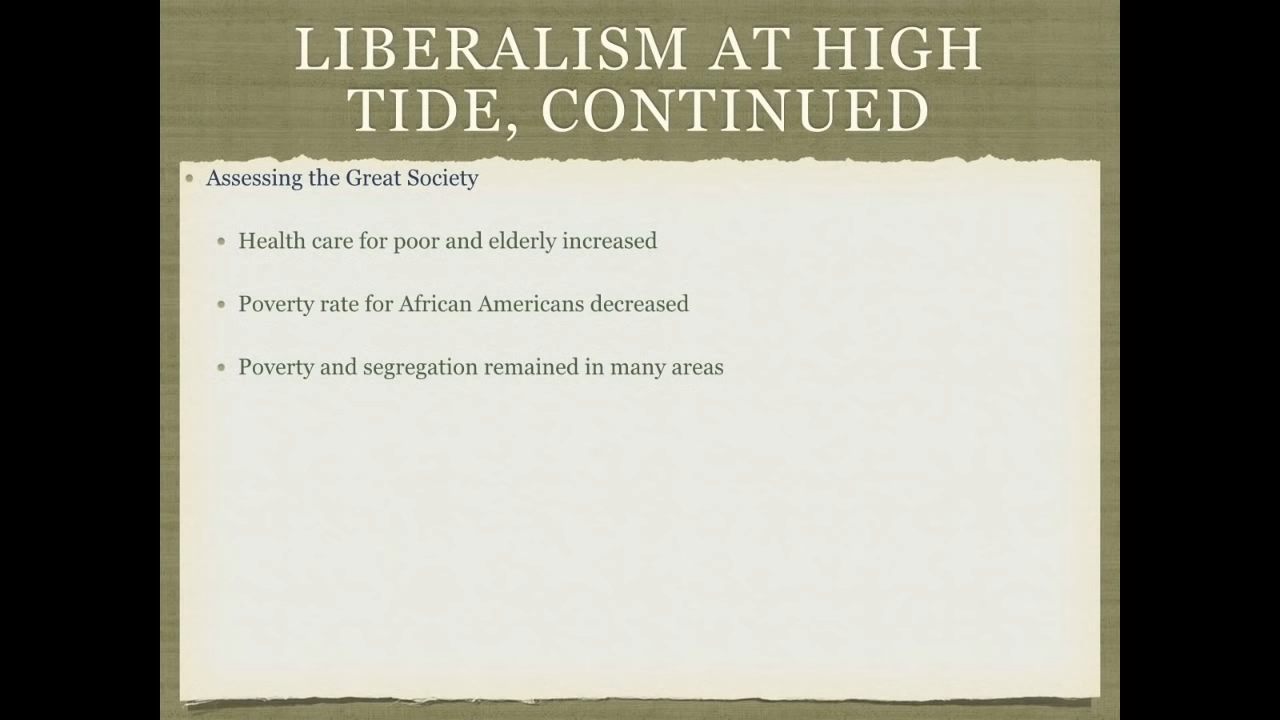 LIBERALISM AT HIGH
TIDE, CONTINUED
Assessing the Great Society
Health care for poor and elderly increased
Poverty rate for African Americans decreased
Poverty and segregation remained in many areas